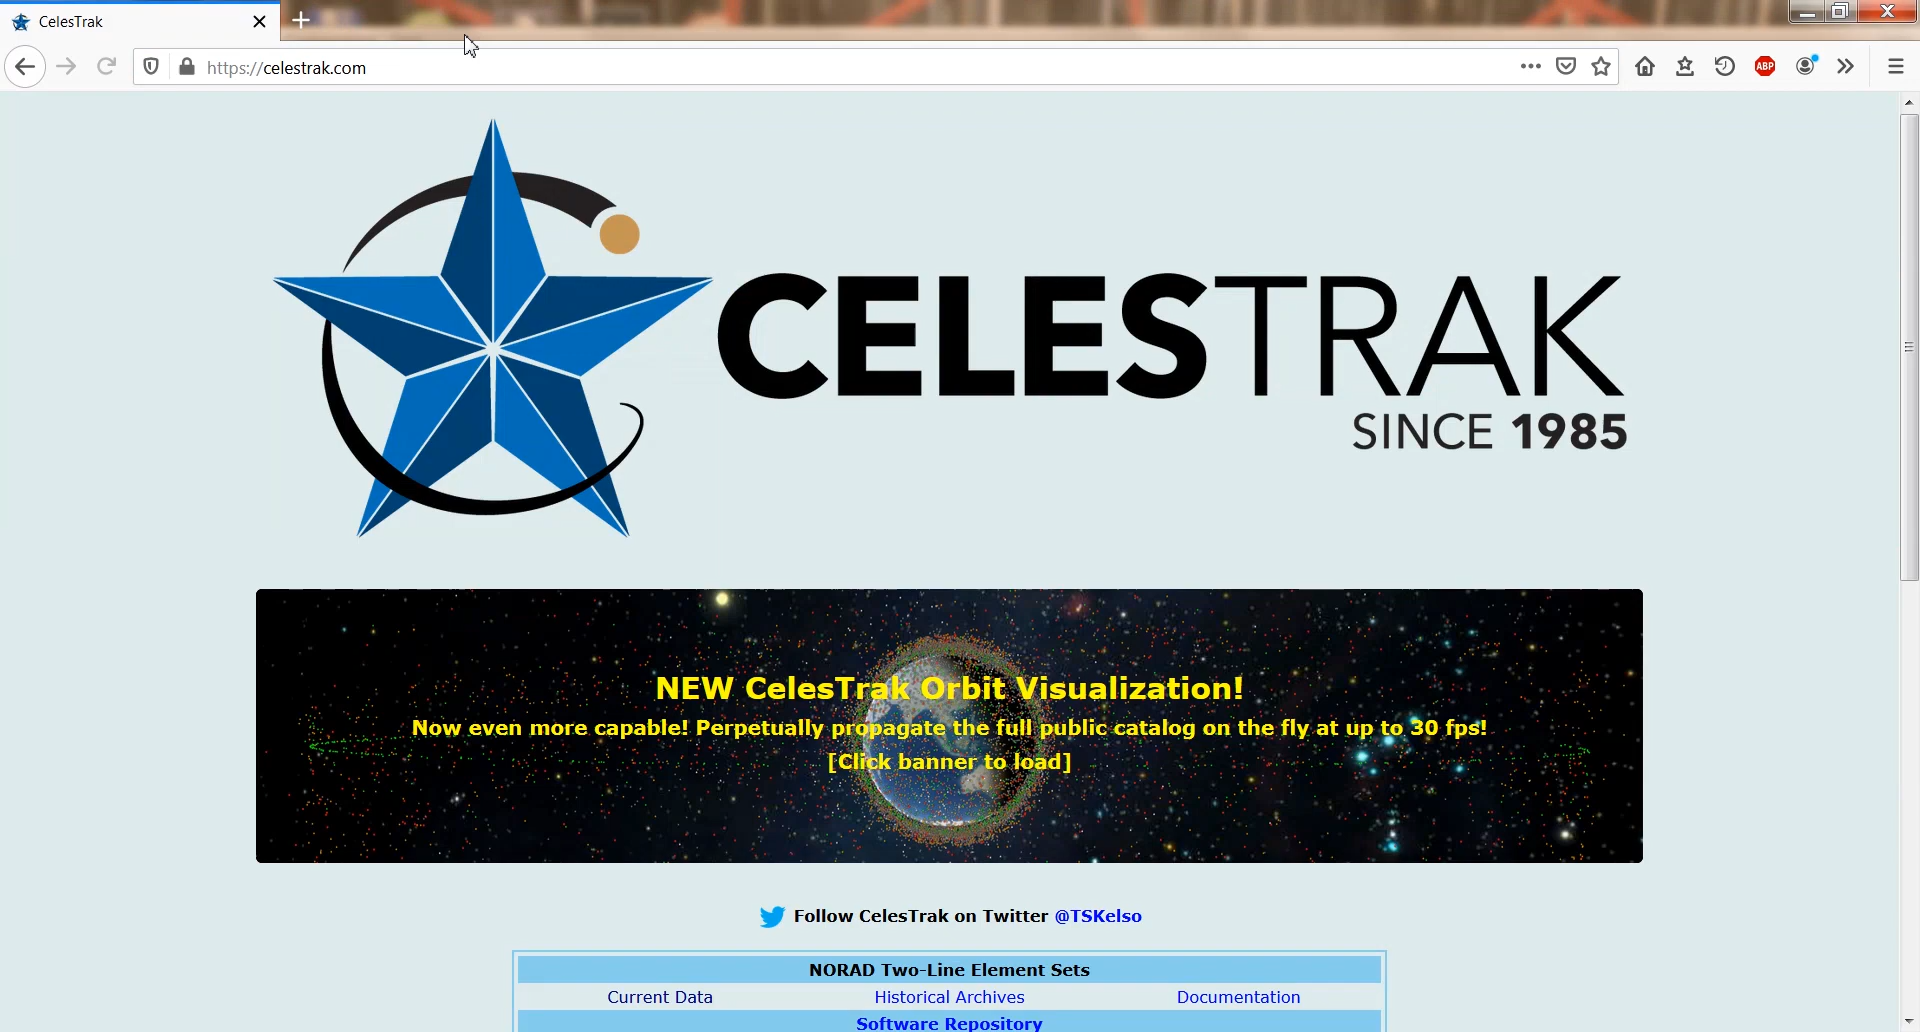 CelesTrak
https://celestrak.com
ABP
CELESTRAK
SINCE 1985
NEW CelesTrak Orbit Visualization!
Now even more capable! Perpetually propagate the full public catalog on the fly at up to 30 fps!
[Click banner to load]
Follow CelesTrak on Twitter @TSKelso
NORAD Two-Line Element Sets
Current Data Historical Archives Documentation
Software Repository